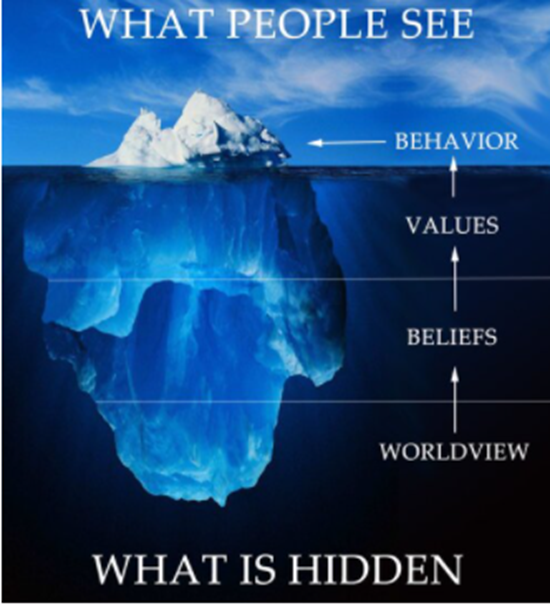 WHAT PEOPLE SEE
BEHAVIOR
VALUES
BELIEFS
WORLDVIEW
WHAT IS HIDDEN